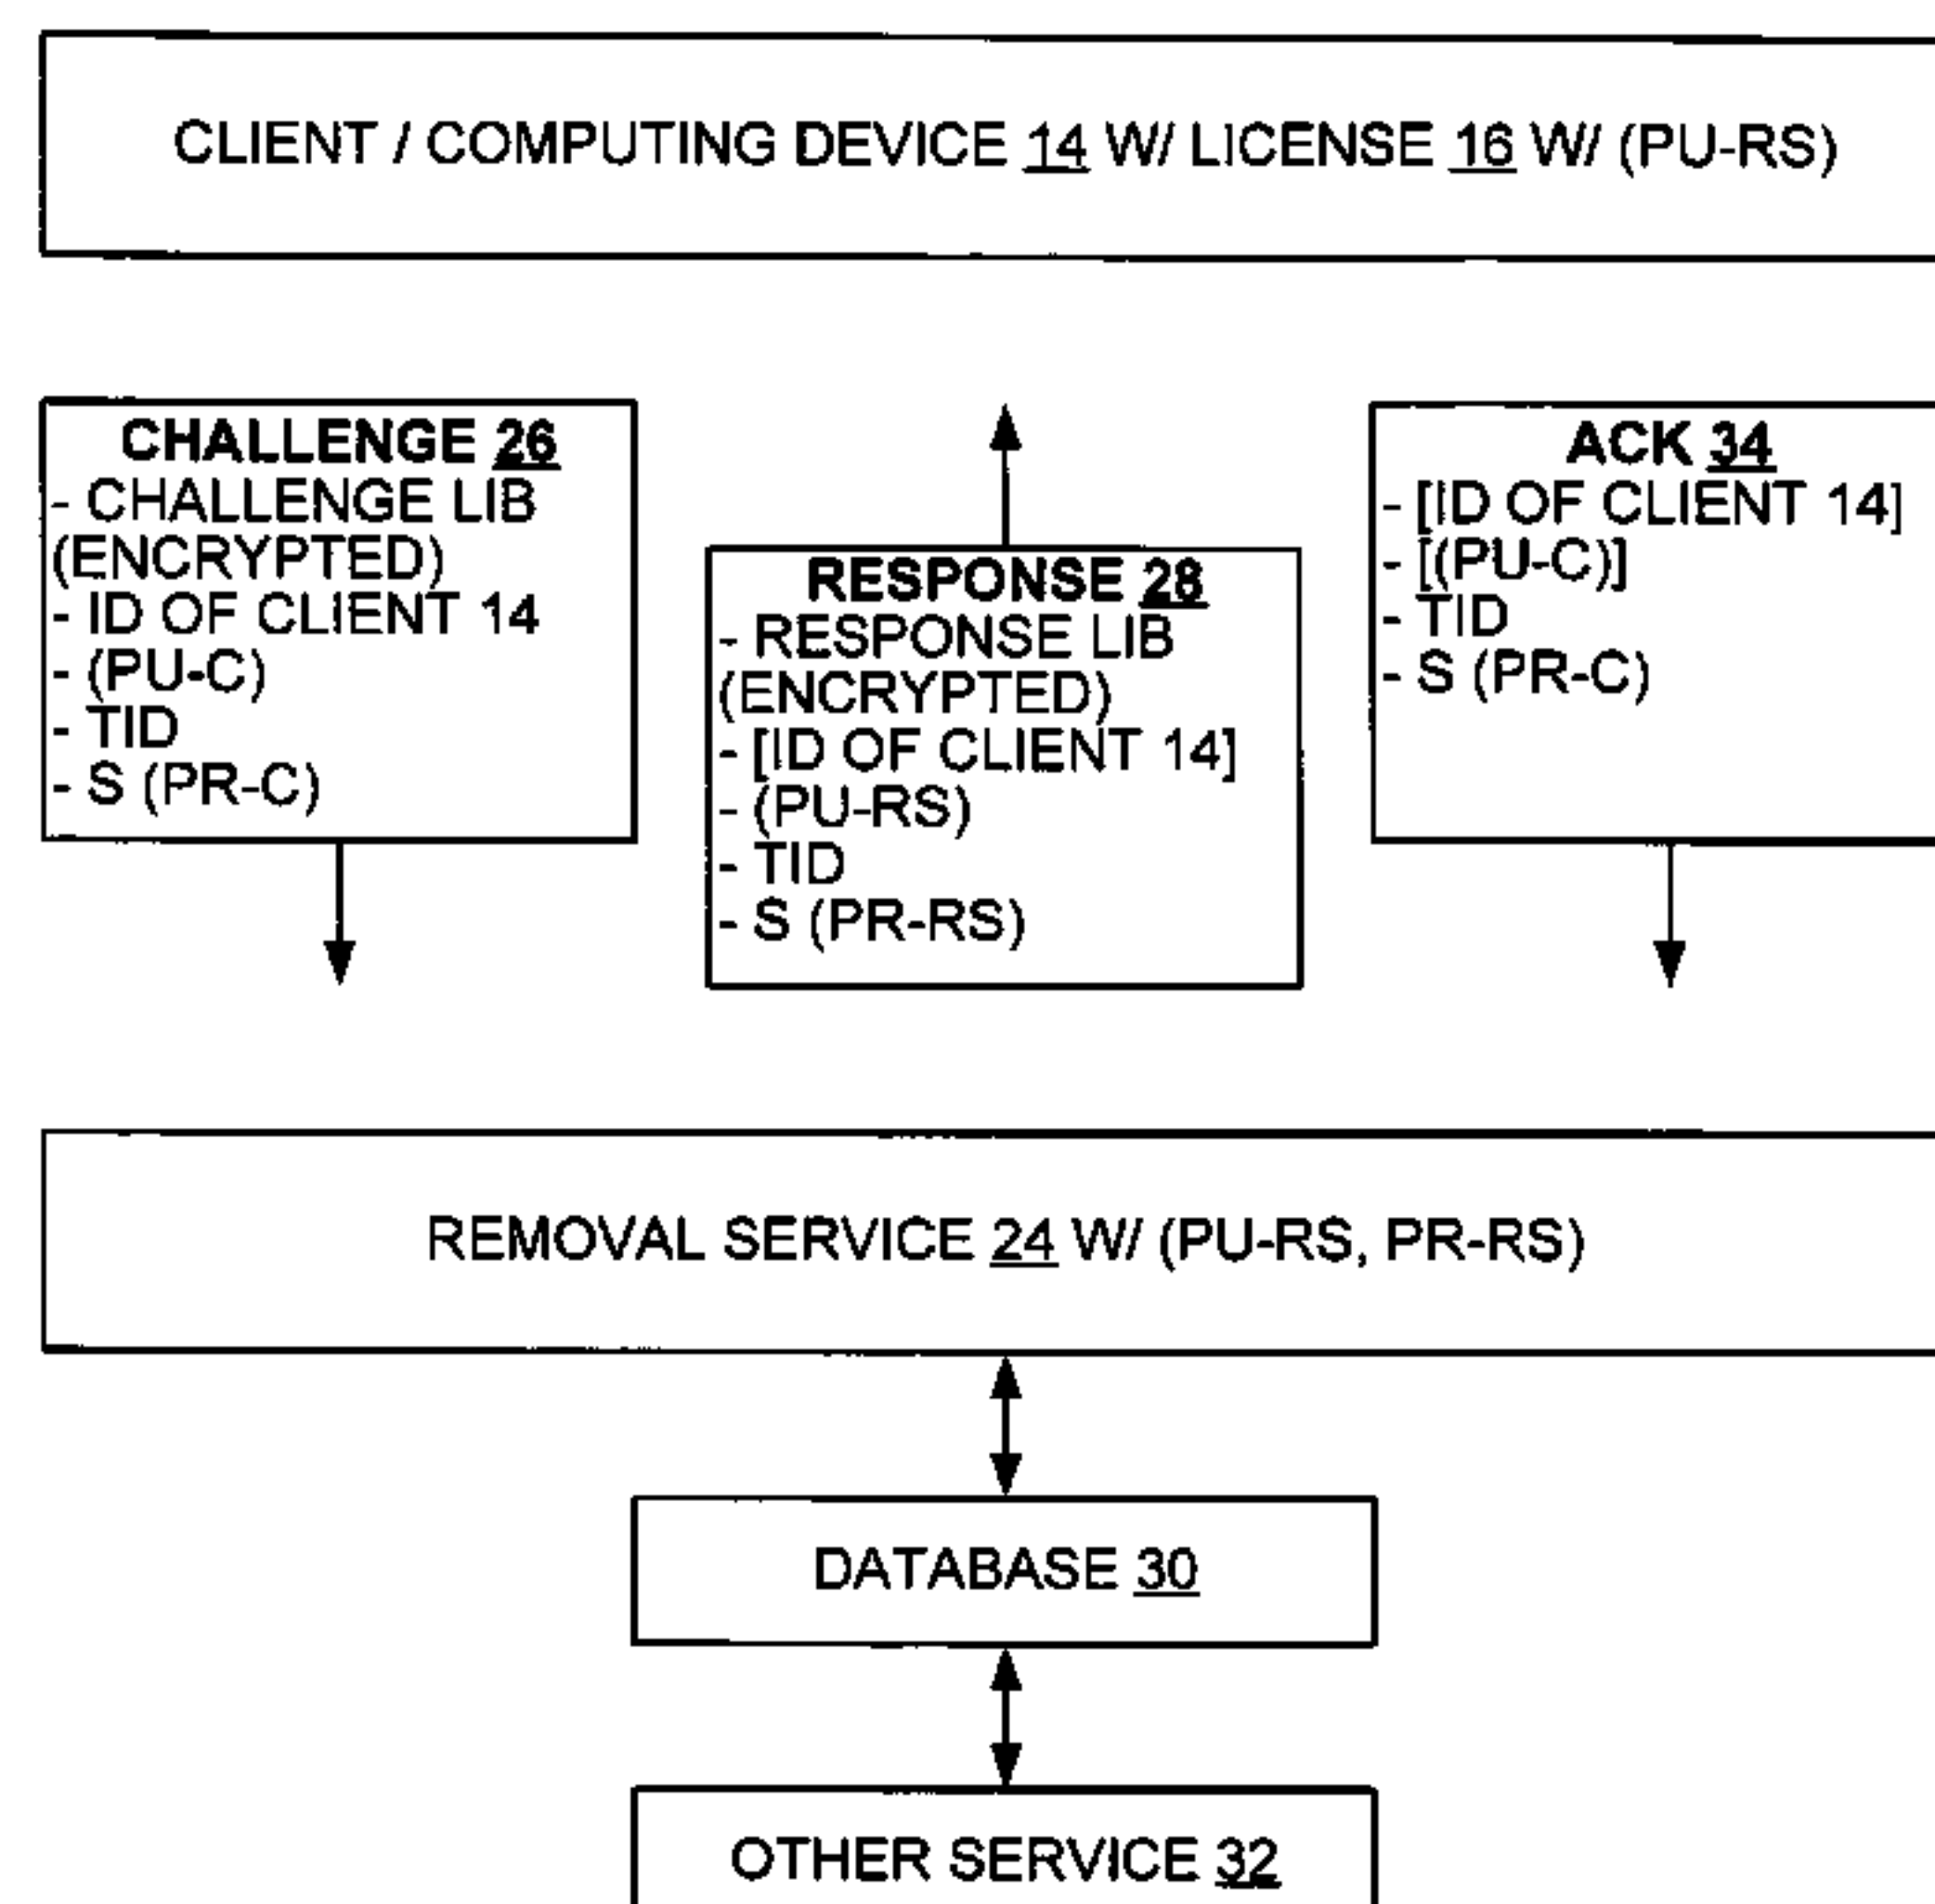 CLIENT / COMPUTING DEVICE 14 W/ LICENSE 16 W/ (PU-RS)
CHALLENGE 26
- CHALLENGE LIB
(ENCRYPTED)
- ID OF CLIENT 14
- (PU-C)
- TID
- S (PR-C)
RESPONSE 28
- RESPONSE LIB
(ENCRYPTED)
- [ID OF CLIENT 14]
- (PU-RS)
- TID
- S (PR-RS)
ACK 34
- [ID OF CLIENT 14]
- [(PU-C)]
- TID
- S (PR-C)
REMOVAL SERVICE 24 W/ (PU-RS, PR-RS)
DATABASE 30
OTHER SERVICE 32